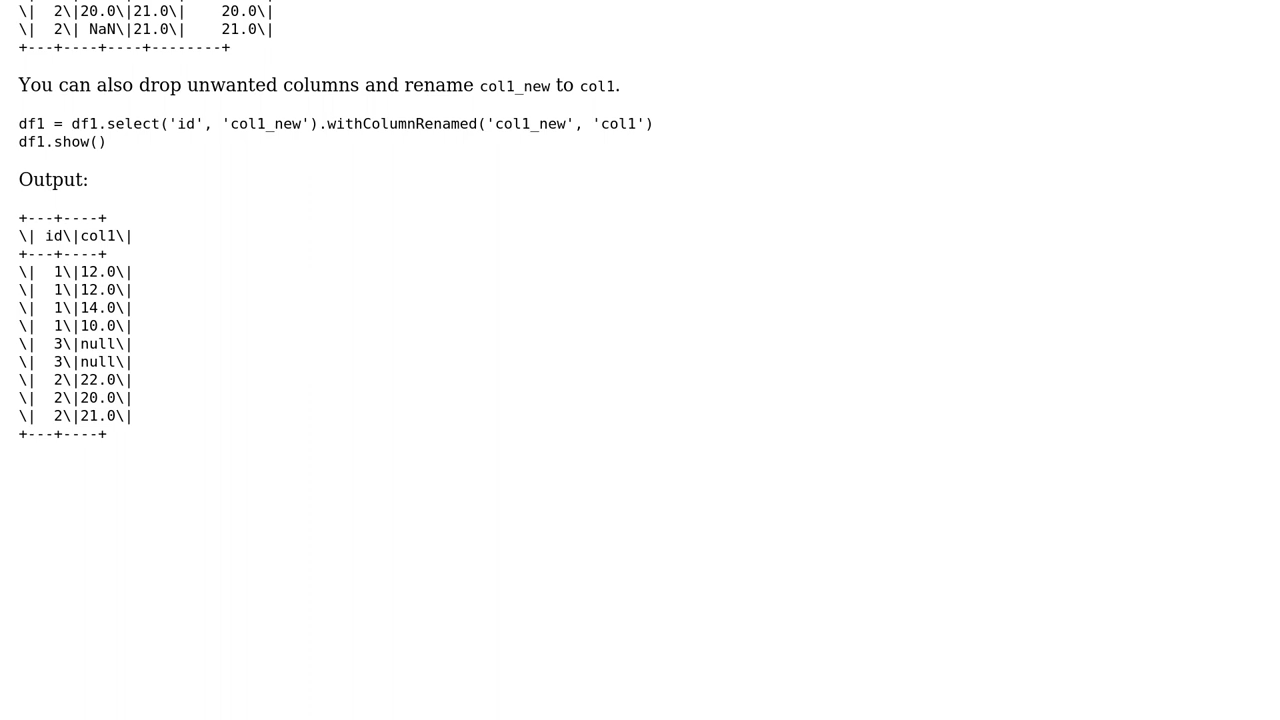 \|  2\|20.0\|21.0\|    20.0\|
\|  2\| NaN\|21.0\|    21.0\|
+---+----+----+--------+
You can also drop unwanted columns and rename col1_new to col1.
df1 = df1.select('id', 'col1_new').withColumnRenamed('col1_new', 'col1')
df1.show()
Output:
+---+----+
\| id\|col1\|
+---+----+
\|  1\|12.0\|
\|  1\|12.0\|
\|  1\|14.0\|
\|  1\|10.0\|
\|  3\|null\|
\|  3\|null\|
\|  2\|22.0\|
\|  2\|20.0\|
\|  2\|21.0\|
+---+----+